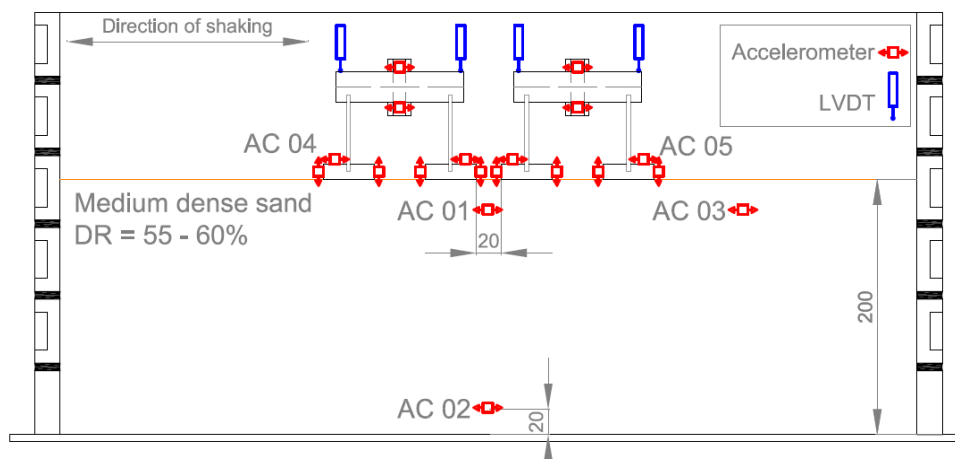 Direction of shaking
Accelerometer
LVDT
AC 04
AC 05
Medium dense sand
DR = 55 - 60%
AC 01
AC 03
20
200
AC 02
20